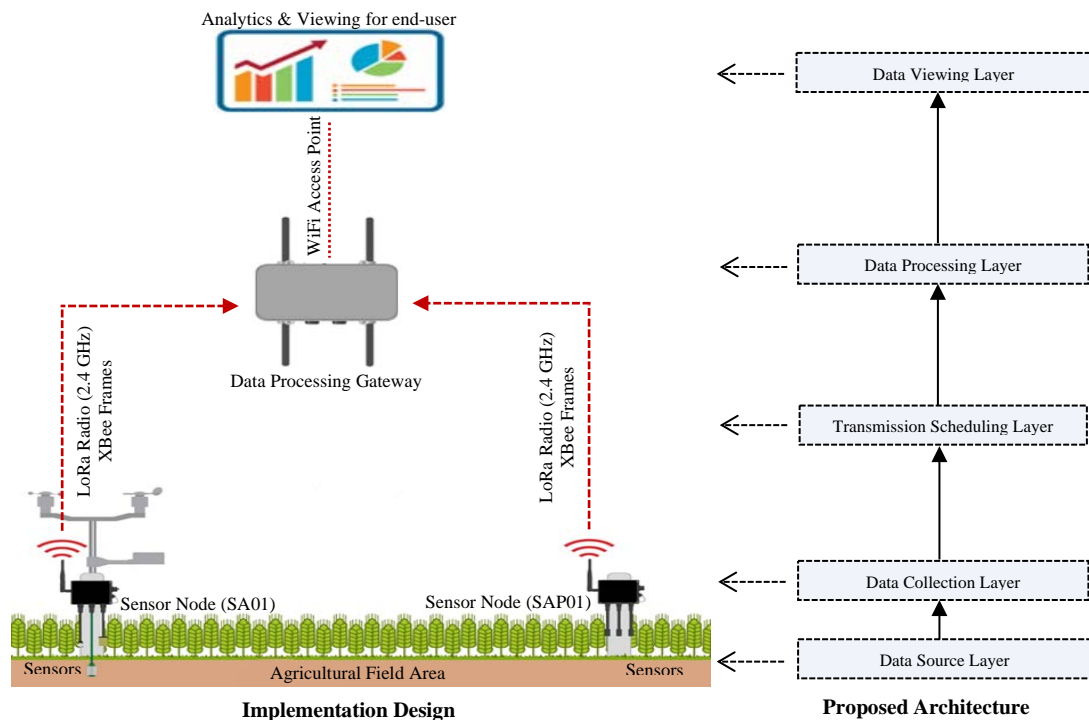 Analytics & Viewing for end-user
WiFi Access Point
Data Processing Gateway
LoRa Radio (2.4 GHz)
XBee Frames
LoRa Radio (2.4 GHz)
XBee Frames
Sensor Node (SA01)
Sensor Node (SAP01)
Sensors
Agricultural Field Area
Sensors
Implementation Design
Data Viewing Layer
Data Processing Layer
Transmission Scheduling Layer
Data Collection Layer
Data Source Layer
Proposed Architecture